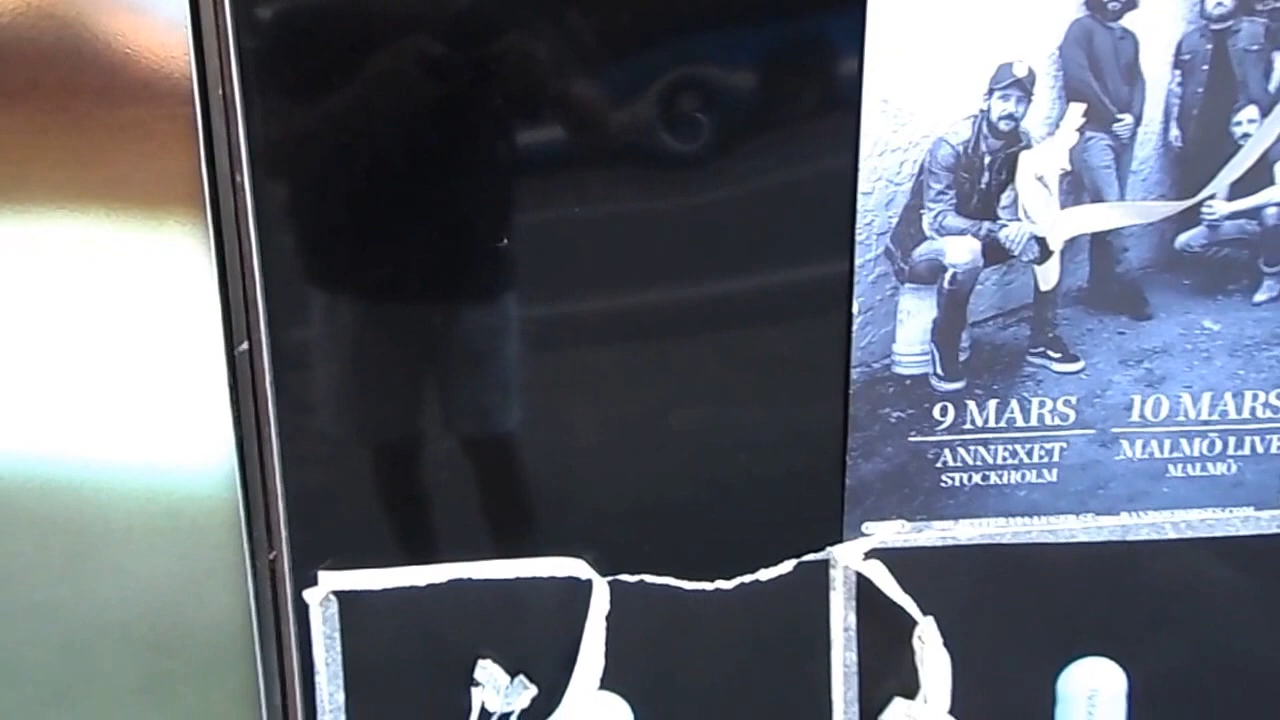 9 MARS
10 MARS
ANNEXET
MALMÖ LIVE
STOCKHOLM
MALMÖ